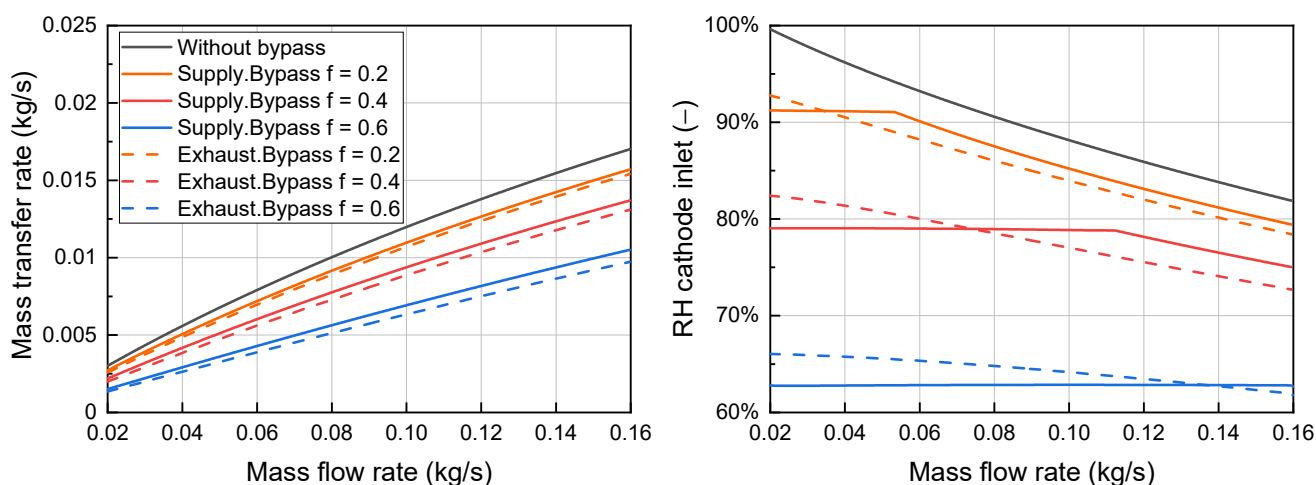 Mass transfer rate (kg/s)
0.025
0.02
0.015
0.01
0.005
0
Without bypass
Supply.Bypass f = 0.2
Supply.Bypass f = 0.4
Supply.Bypass f = 0.6
Exhaust.Bypass f = 0.2
Exhaust.Bypass f = 0.4
Exhaust.Bypass f = 0.6
0.02 0.04 0.06 0.08 0.10 0.12 0.14 0.16
Mass flow rate (kg/s)
RH cathode inlet (−)
100%
90%
80%
70%
60%
0.02 0.04 0.06 0.08 0.10 0.12 0.14 0.16
Mass flow rate (kg/s)